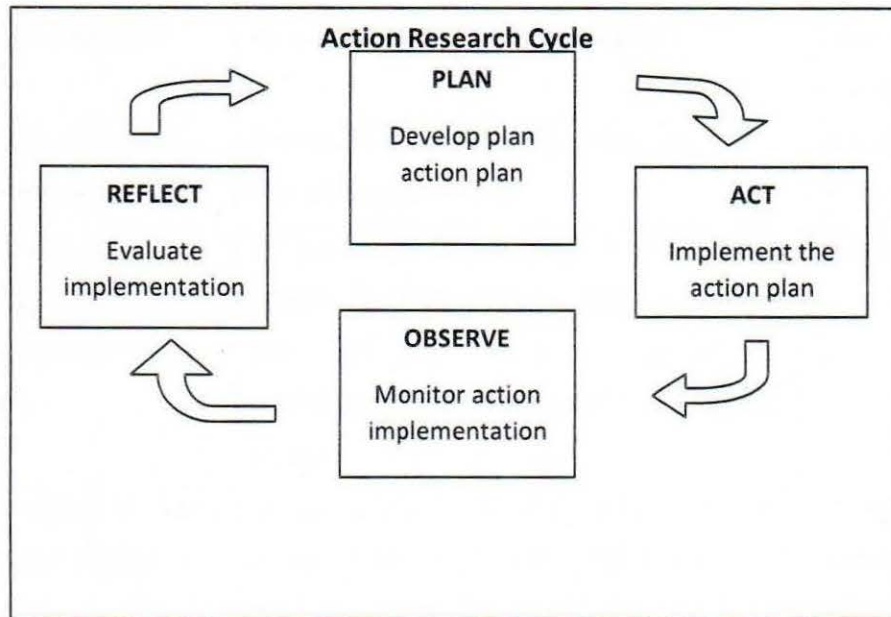 Action Research Cycle
PLAN
Develop plan
action plan
ACT
Implement the
action plan
OBSERVE
Monitor action
implementation
REFLECT
Evaluate
implementation